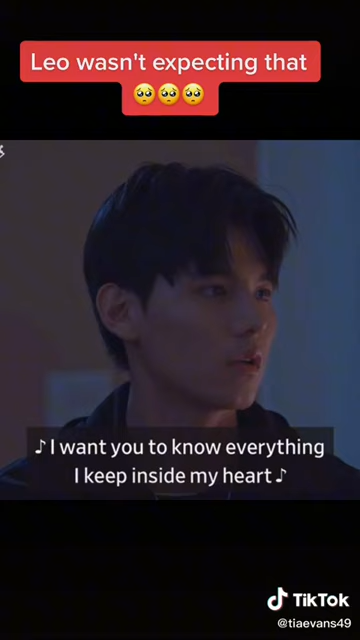 Leo wasn't expecting that
🥺🥺🥺
♪ I want you to know everything
I keep inside my heart ♪
TikTok
@tiaevans49